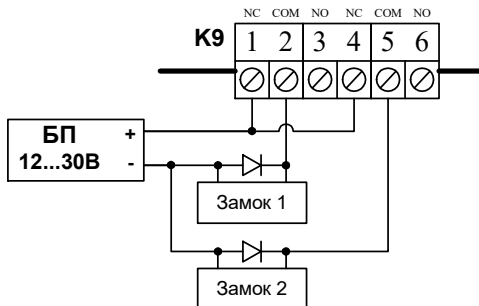 NC COM NO NC COM NO
К9 1 2 3 4 5 6
БП +
12...30В -
Замок 1
Замок 2